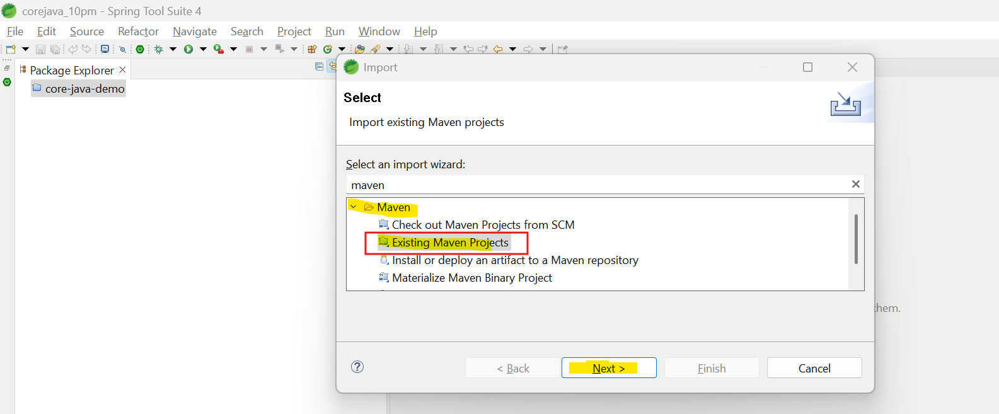 corejava_10pm - Spring Tool Suite 4
File Edit Source Refactor Navigate Search Project Run Window Help
Package Explorer
core-java-demo
Import
Select
Import existing Maven projects
Select an import wizard:
maven
Maven
Check out Maven Projects from SCM
Existing Maven Projects
Install or deploy an artifact to a Maven repository
Materialize Maven Binary Project
them.
< Back Next > Finish Cancel